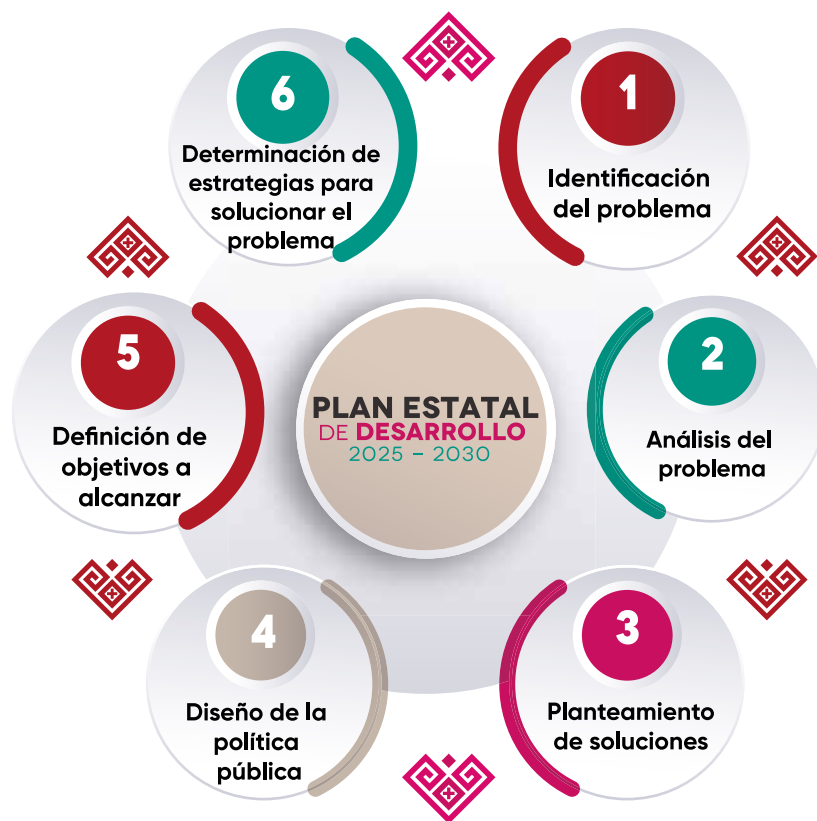 PLAN ESTATAL
DE DESARROLLO
2025 – 2030
1
Identificación
del problema
2
Análisis del
problema
3
Planteamiento
de soluciones
4
Diseño de la
política
pública
5
Definición de
objetivos a
alcanzar
6
Determinación de
estrategias para
solucionar el
problema